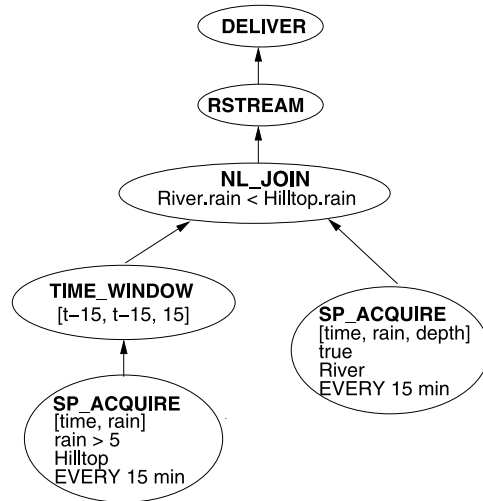 DELIVER
RSTREAM
NL_JOIN
River.rain < Hilltop.rain
TIME_WINDOW
[t−15, t−15, 15]
SP_ACQUIRE
[time, rain, depth]
true
River
EVERY 15 min
SP_ACQUIRE
[time, rain]
rain > 5
Hilltop
EVERY 15 min